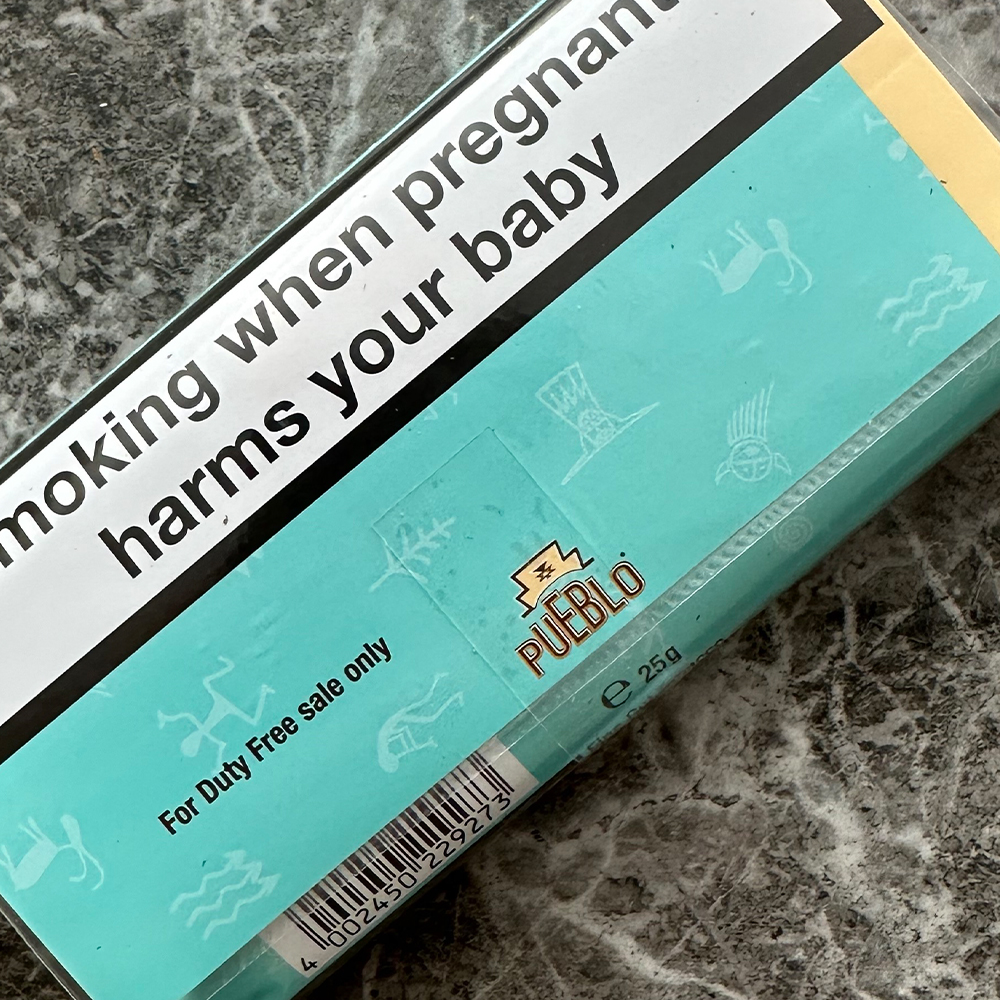 moking when pregnant
harms your baby
PUEBLO
℮ 25g
For Duty Free sale only
4 002450 229273